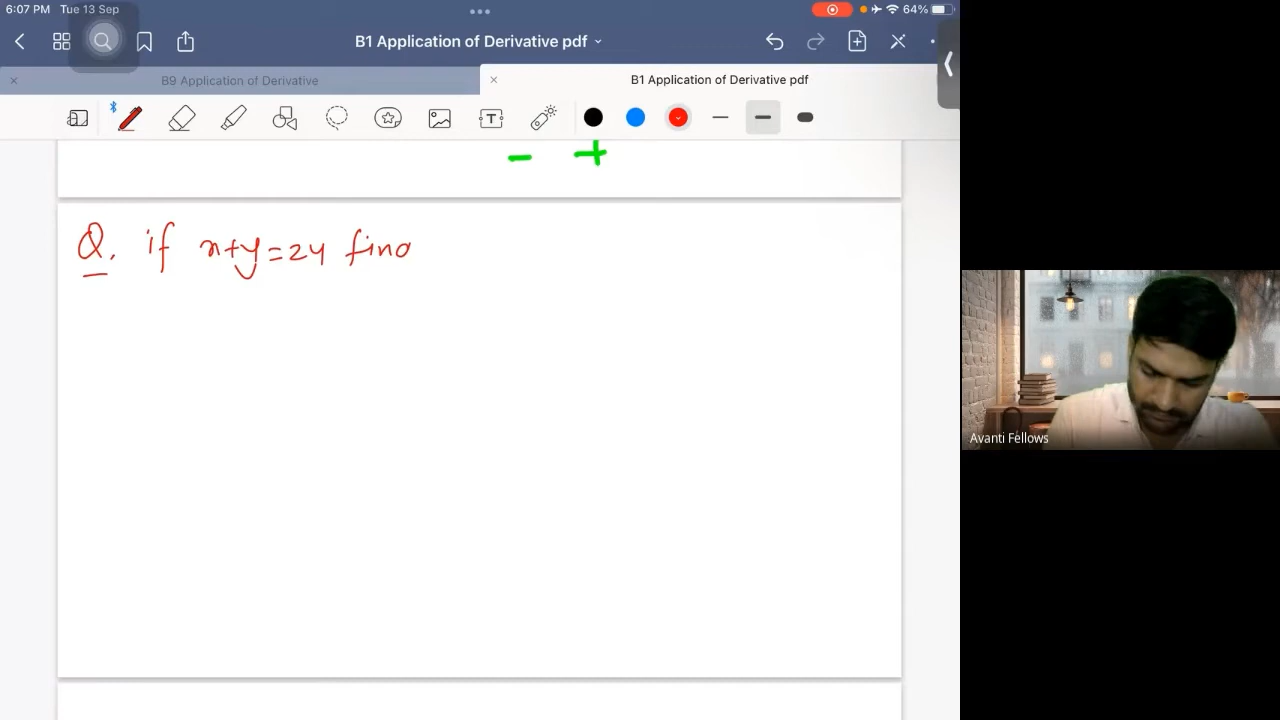 6:07 PM Tue 13 Sep
64%
B1 Application of Derivative pdf
B9 Application of Derivative
B1 Application of Derivative pdf
T
- +
Q. if x+y=24 find
Avanti Fellows